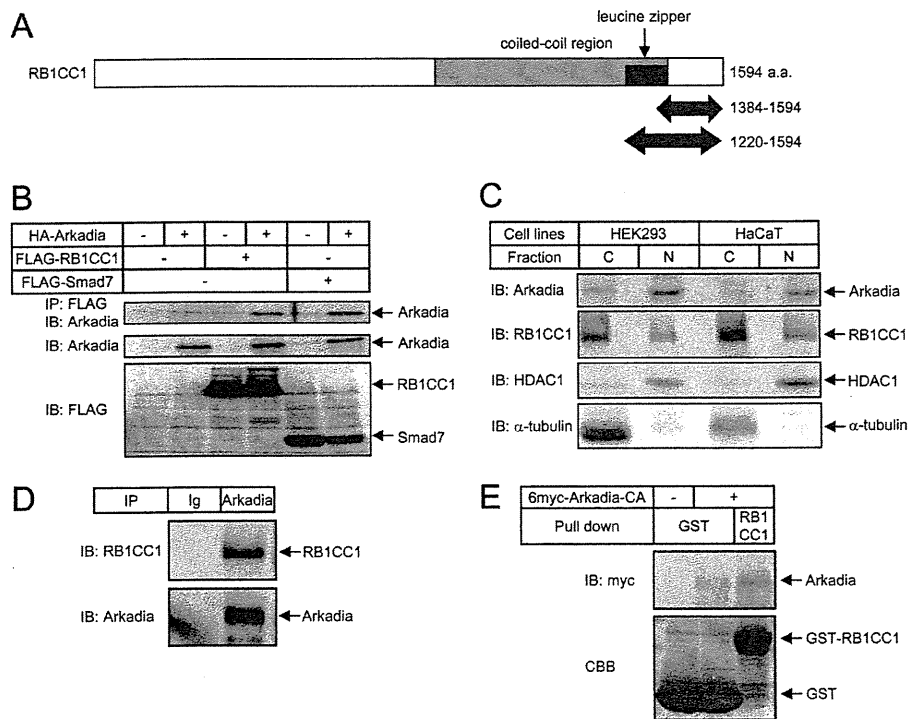 A
leucine zipper
coiled-coil region
RB1CC1
1594 a.a.
1384-1594
1220-1594
B
HA-Arkadia - + - + - +
FLAG-RB1CC1 - + -
FLAG-Smad7 - +
IP: FLAG
IB: Arkadia
Arkadia
IB: Arkadia
Arkadia
IB: FLAG
RB1CC1
Smad7
C
Cell lines HEK293 HaCaT
Fraction C N C N
IB: Arkadia
Arkadia
IB: RB1CC1
RB1CC1
IB: HDAC1
HDAC1
IB: α-tubulin
α-tubulin
D
IP Ig Arkadia
IB: RB1CC1
RB1CC1
IB: Arkadia
Arkadia
E
6myc-Arkadia-CA - +
Pull down GST RB1
CC1
IB: myc
Arkadia
CBB
GST-RB1CC1
GST